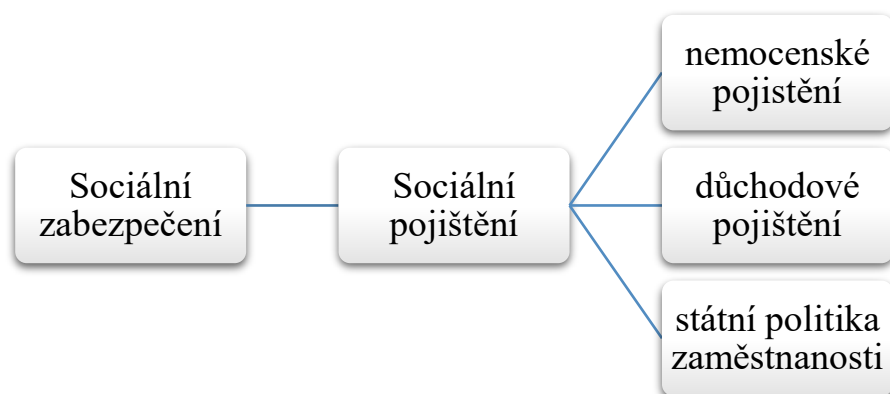 Sociální
zabezpečení
Sociální
pojištění
nemocenské
pojistění
důchodové
pojištění
státní politika
zaměstnanosti